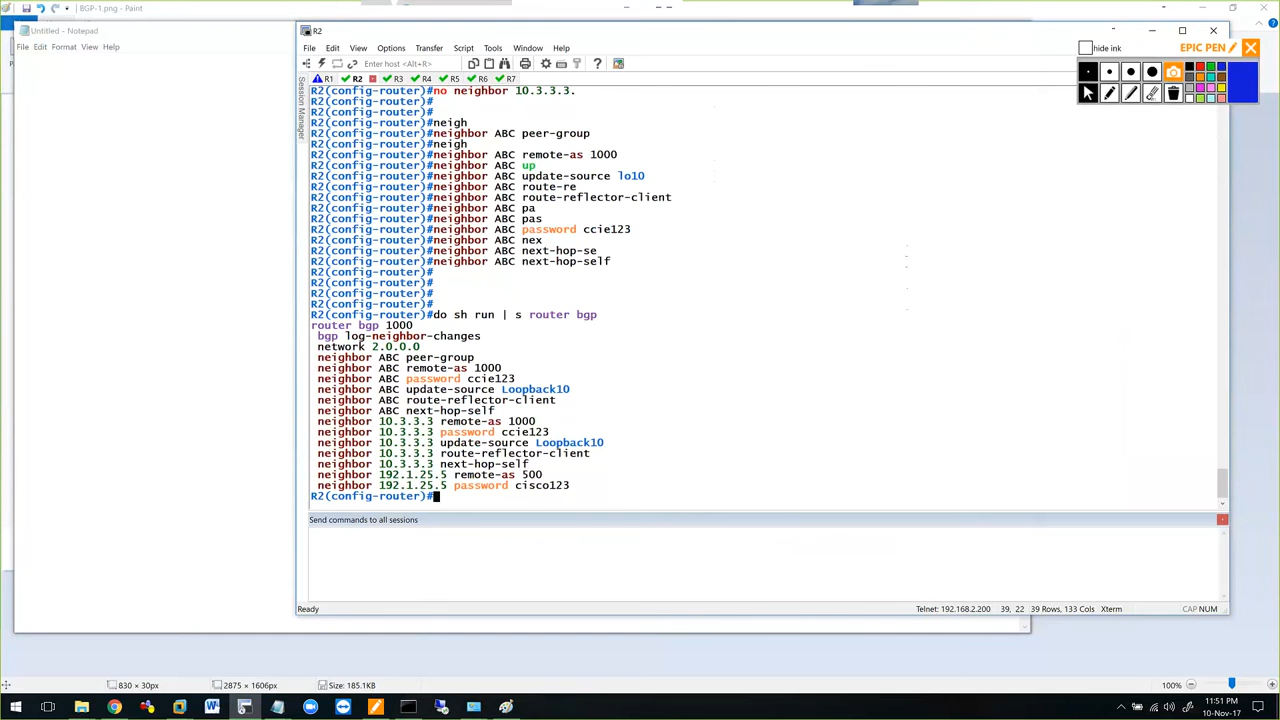 BGP-1.png - Paint
Untitled - Notepad
File Edit Format View Help
R2
File Edit View Options Transfer Script Tools Window Help
Enter host <Alt+R>
hide ink
EPIC PEN
R1 R2 R3 R4 R5 R6 R7
Session Manager
R2(config-router)#no neighbor 10.3.3.3.
R2(config-router)#
R2(config-router)#
R2(config-router)#neigh
R2(config-router)#neighbor ABC peer-group
R2(config-router)#neigh
R2(config-router)#neighbor ABC remote-as 1000
R2(config-router)#neighbor ABC up
R2(config-router)#neighbor ABC update-source lo10
R2(config-router)#neighbor ABC route-re
R2(config-router)#neighbor ABC route-reflector-client
R2(config-router)#neighbor ABC pa
R2(config-router)#neighbor ABC pas
R2(config-router)#neighbor ABC password ccie123
R2(config-router)#neighbor ABC nex
R2(config-router)#neighbor ABC next-hop-se
R2(config-router)#neighbor ABC next-hop-self
R2(config-router)#
R2(config-router)#
R2(config-router)#
R2(config-router)#
R2(config-router)#do sh run | s router bgp
router bgp 1000
bgp log-neighbor-changes
network 2.0.0.0
neighbor ABC peer-group
neighbor ABC remote-as 1000
neighbor ABC password ccie123
neighbor ABC update-source Loopback10
neighbor ABC route-reflector-client
neighbor ABC next-hop-self
neighbor 10.3.3.3 remote-as 1000
neighbor 10.3.3.3 password ccie123
neighbor 10.3.3.3 update-source Loopback10
neighbor 10.3.3.3 route-reflector-client
neighbor 10.3.3.3 next-hop-self
neighbor 192.1.25.5 remote-as 500
neighbor 192.1.25.5 password cisco123
R2(config-router)#
Send commands to all sessions
Ready
Telnet: 192.168.2.200 39, 22 39 Rows, 133 Cols Xterm CAP NUM
830 × 30px 2875 × 1606px Size: 185.1KB 100%
11:51 PM
10-Nov-17